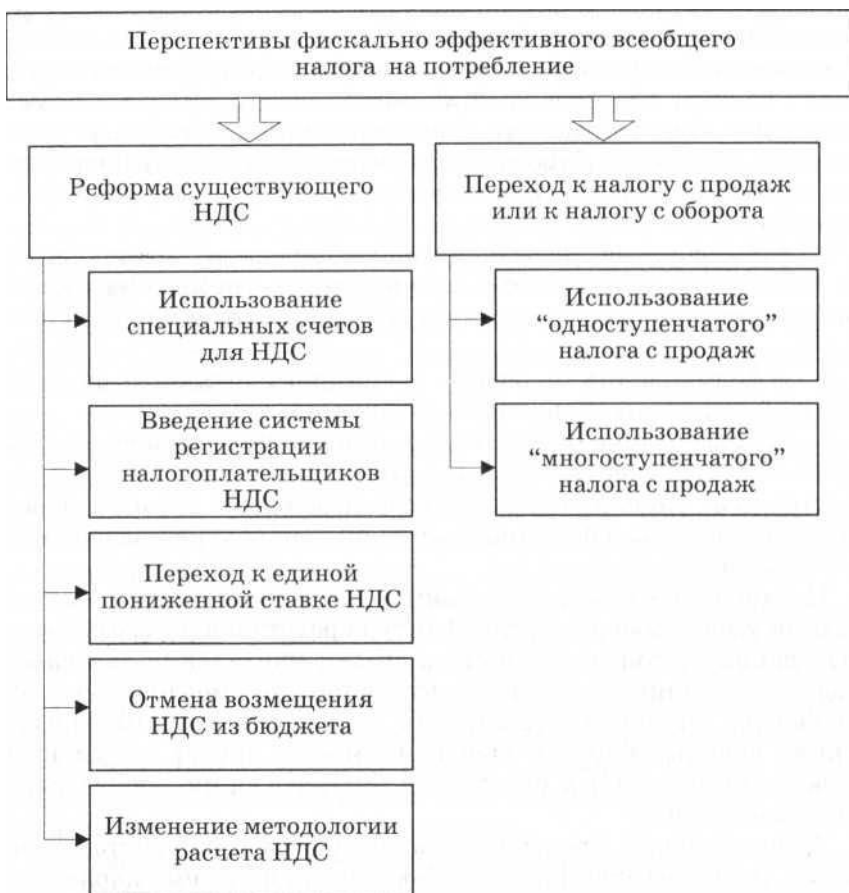 Перспективы фискально эффективного всеобщего
налога на потребление
Реформа существующего
НДС
Использование
специальных счетов
для НДС
Введение системы
регистрации
налогоплательщиков
НДС
Переход к единой
пониженной ставке НДС
Отмена возмещения
НДС из бюджета
Изменение методологии
расчета НДС
Переход к налогу с продаж
или к налогу с оборота
Использование
“одноступенчатого”
налога с продаж
Использование
“многоступенчатого”
налога с продаж